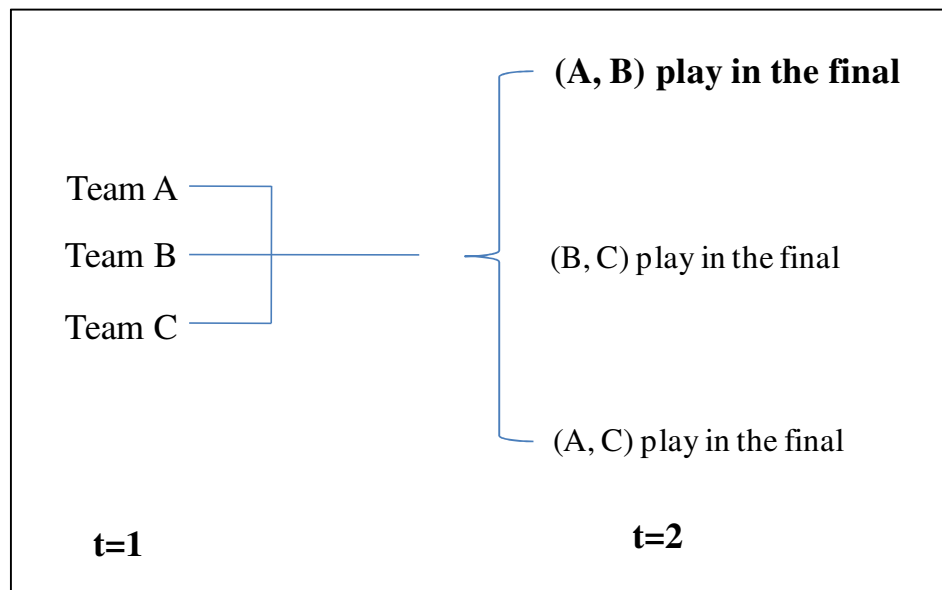 Team A
Team B
Team C
(A, B) play in the final
(B, C) play in the final
(A, C) play in the final
t=1
t=2